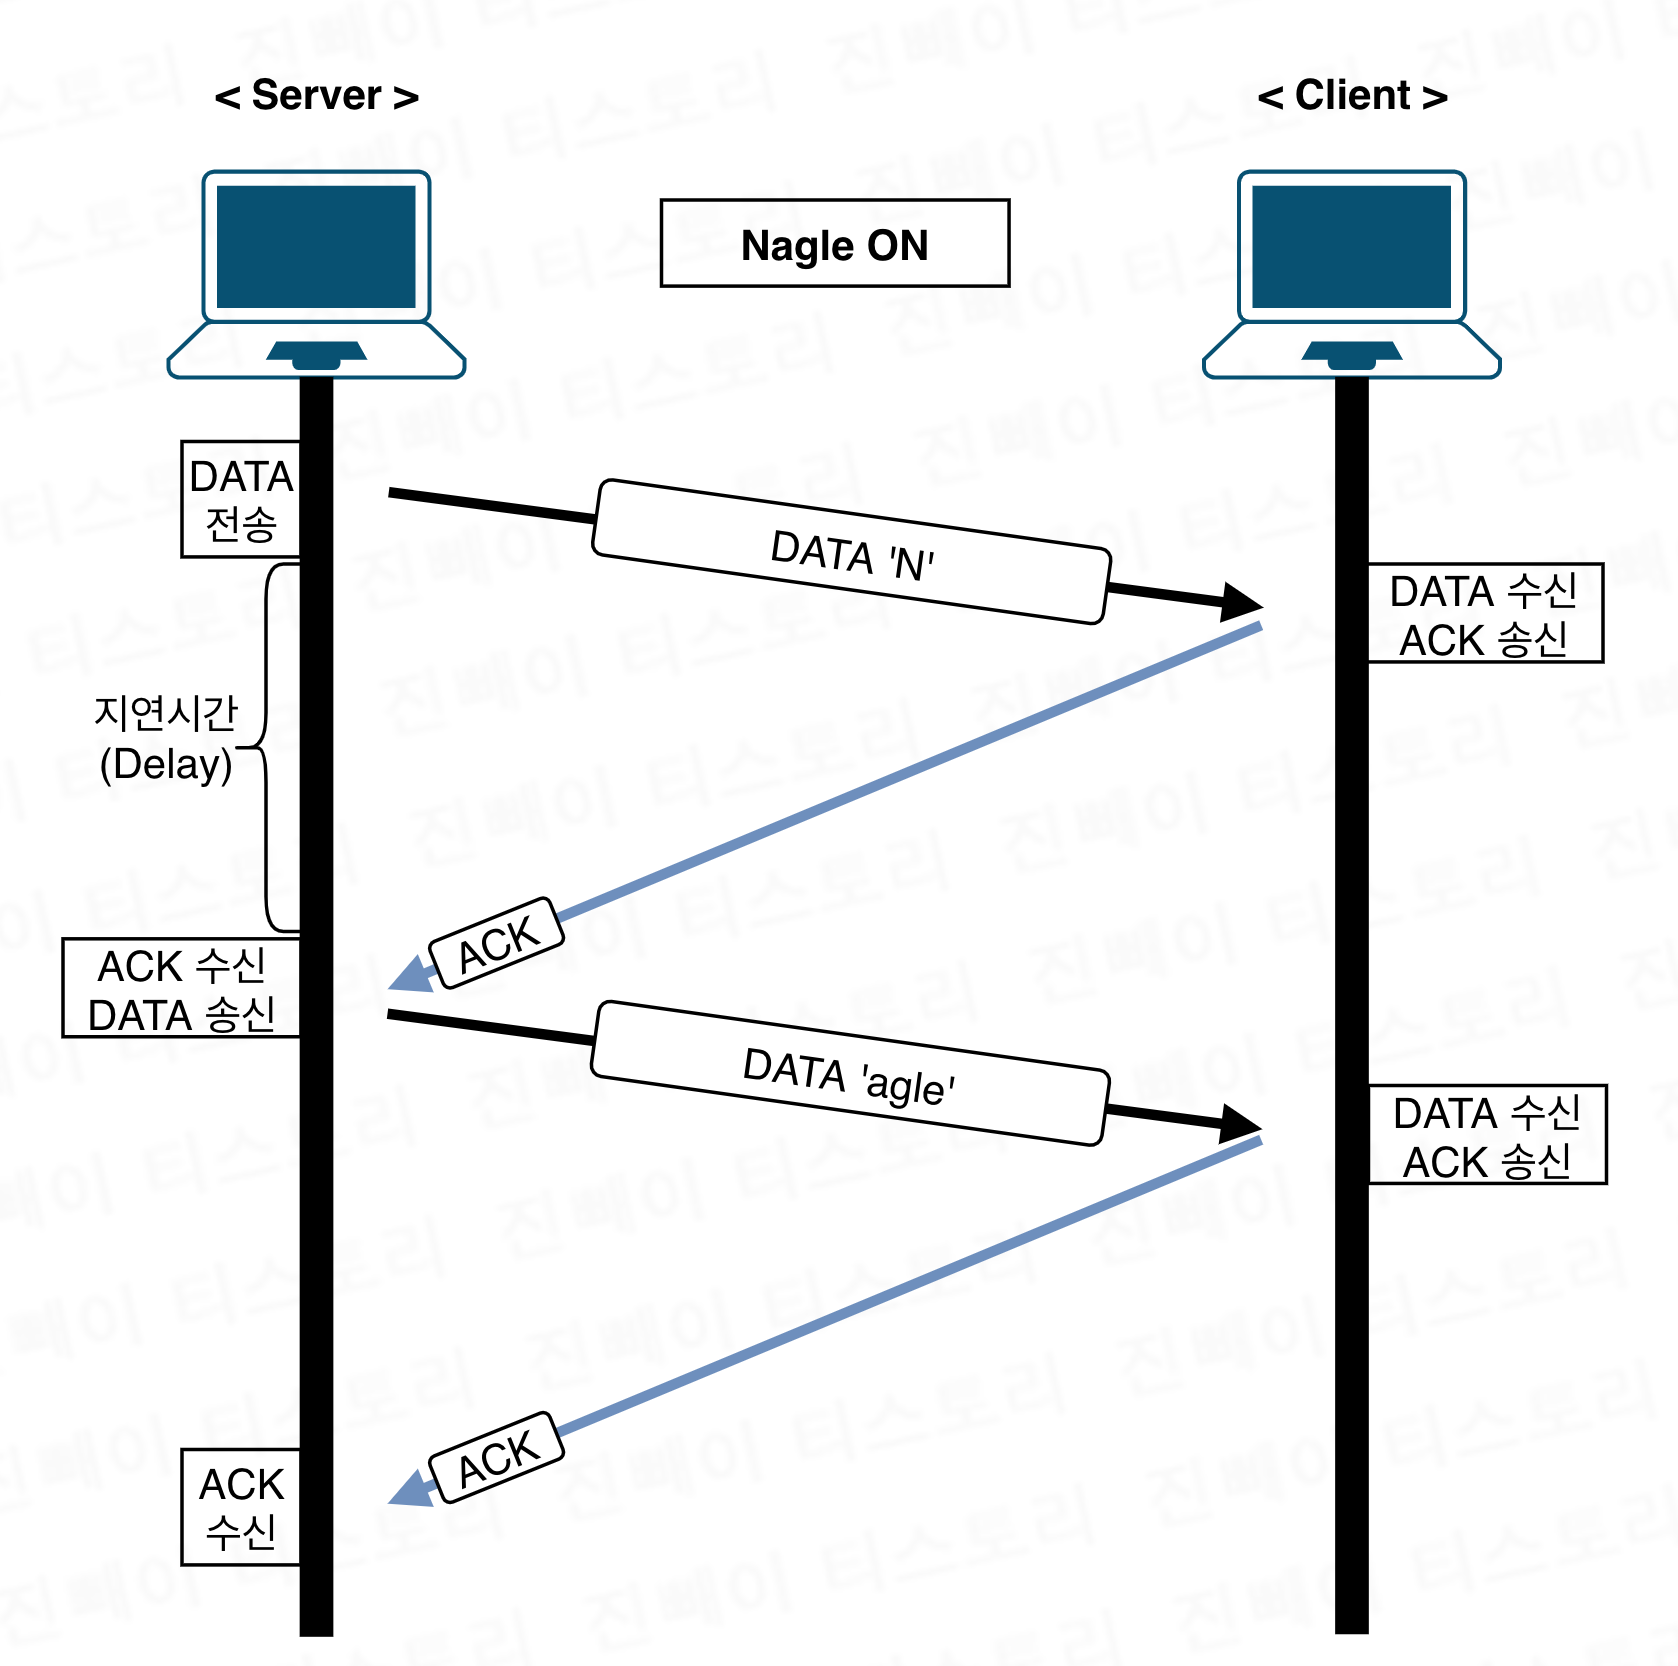 < Server >
< Client >
Nagle ON
DATA
전송
DATA 'N'
DATA 수신
ACK 송신
지연시간
(Delay)
ACK
ACK 수신
DATA 송신
DATA 'agle'
DATA 수신
ACK 송신
ACK
ACK
수신
진빼이 티스토리